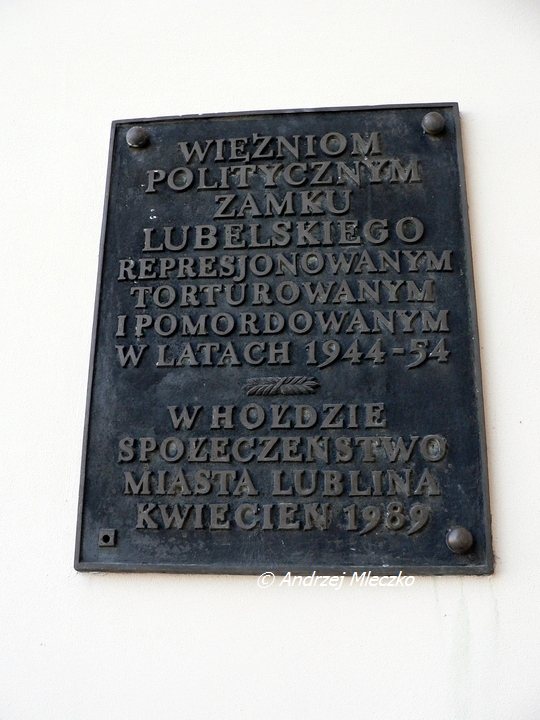 WIĘŹNIOM
POLITYCZNYM
ZAMKU
LUBELSKIEGO
REPRESJONOWANYM
TORTUROWANYM
I POMORDOWANYM
W LATACH 1944-54
W HOŁDZIE
SPOŁECZEŃSTWO
MIASTA LUBLINA
KWIECIEŃ 1989
© Andrzej Mleczko